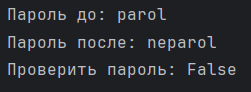 Пароль до: parol
Пароль после: neparol
Проверить пароль: False